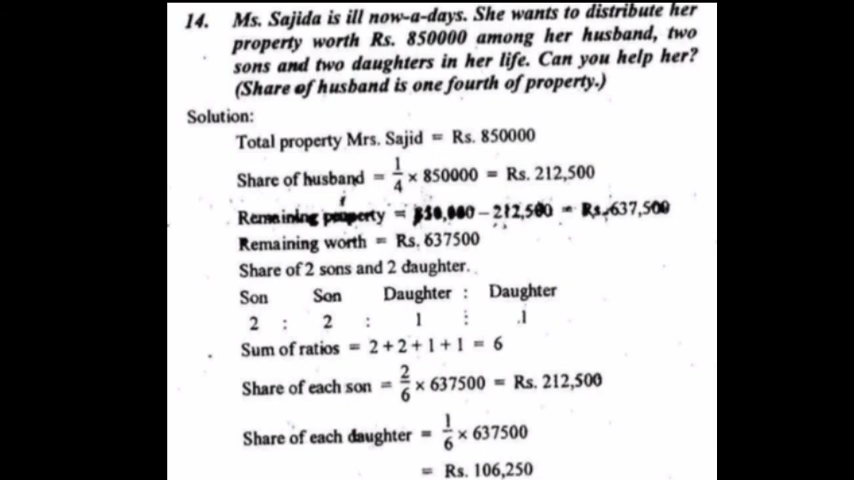 14. Ms. Sajida is ill now-a-days. She wants to distribute her
property worth Rs. 850000 among her husband, two
sons and two daughters in her life. Can you help her?
(Share of husband is one fourth of property.)
Solution:
Total property Mrs. Sajid = Rs. 850000
Share of husband = 1/4 × 850000 = Rs. 212,500
Remaining property = 850,000 – 212,500 = Rs. 637,500
Remaining worth = Rs. 637500
Share of 2 sons and 2 daughter.
Son Son Daughter : Daughter
2 : 2 : 1 : 1
Sum of ratios = 2 + 2 + 1 + 1 = 6
Share of each son = 2/6 × 637500 = Rs. 212,500
Share of each daughter = 1/6 × 637500
= Rs. 106,250